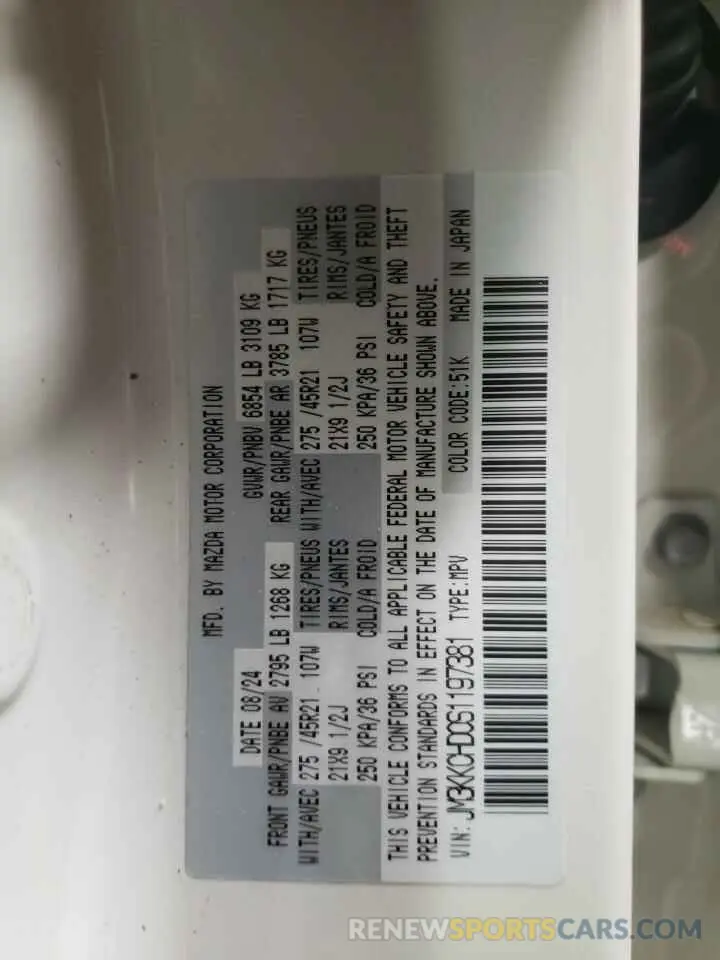 MFD. BY MAZDA MOTOR CORPORATION
DATE 08/24 GVWR/PNBV 6854 LB 3109 KG
FRONT GAWR/PNBE AV 2795 LB 1268 KG REAR GAWR/PNBE AR 3785 LB 1717 KG
WITH/AVEC 275 /45R21 107W TIRES/PNEUS WITH/AVEC 275 /45R21 107W TIRES/PNEUS
21X9 1/2J RIMS/JANTES 21X9 1/2J RIMS/JANTES
250 KPA/36 PSI COLD/A FROID 250 KPA/36 PSI COLD/A FROID
THIS VEHICLE CONFORMS TO ALL APPLICABLE FEDERAL MOTOR VEHICLE SAFETY AND THEFT
PREVENTION STANDARDS IN EFFECT ON THE DATE OF MANUFACTURE SHOWN ABOVE.
VIN: JM3KKCHD0S1197381 TYPE:MPV COLOR CODE:51K MADE IN JAPAN
RENEWSPORTSCARS.COM